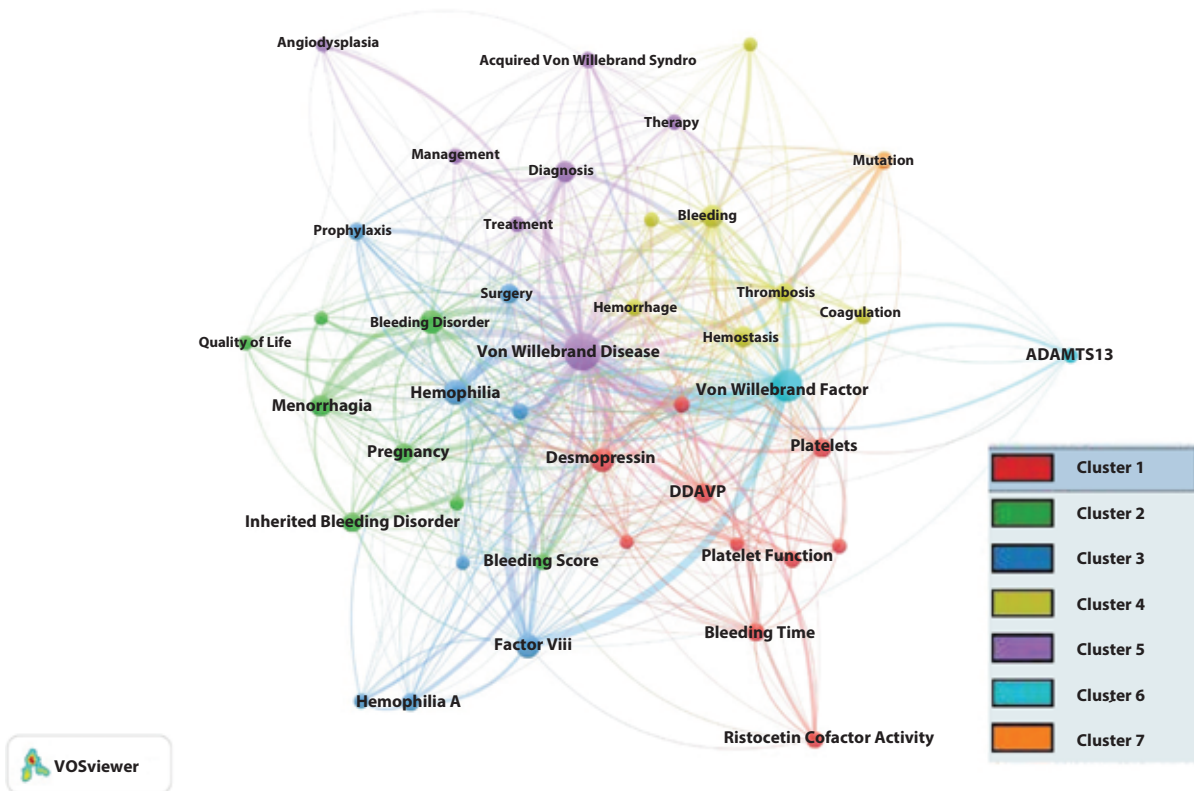 Angiodysplasia
Acquired Von Willebrand Syndro
Therapy
Management
Diagnosis
Mutation
Bleeding
Treatment
Prophylaxis
Surgery
Hemorrhage
Thrombosis
Coagulation
Bleeding Disorder
Quality of Life
Hemostasis
Von Willebrand Disease
ADAMTS13
Hemophilia
Von Willebrand Factor
Menorrhagia
Platelets
Pregnancy
Desmopressin
DDAVP
Inherited Bleeding Disorder
Bleeding Score
Platelet Function
Bleeding Time
Factor Viii
Hemophilia A
Ristocetin Cofactor Activity
Cluster 1
Cluster 2
Cluster 3
Cluster 4
Cluster 5
Cluster 6
Cluster 7
VOSviewer